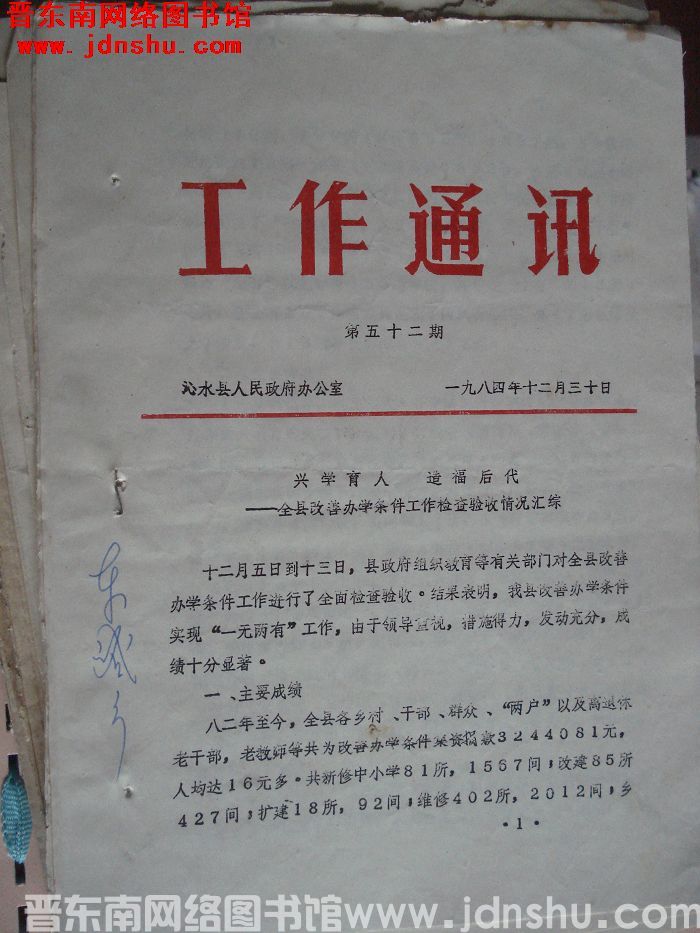 晋东南网络图书馆
www.jdnshu.com
工作通讯
第五十二期
沁水县人民政府办公室 一九八四年十二月三十日
兴学育人 造福后代
——全县改善办学条件工作检查验收情况汇综
十二月五日到十三日，县政府组织教育等有关部门对全县改善
办学条件工作进行了全面检查验收。结果表明，我县改善办学条件
实现“一无两有”工作，由于领导重视，措施得力，发动充分，成
绩十分显著。
一、主要成绩
八二年至今，全县各乡村、干部、群众、“两户”以及离退休
老干部，老教师等共为改善办学条件集资捐款3244081元，
人均达16元多。共新修中小学81所，1567间；改建85所
427间；扩建18所，92间；维修402所，2012间；乡
·1·
晋东南网络图书馆www.jdnshu.com